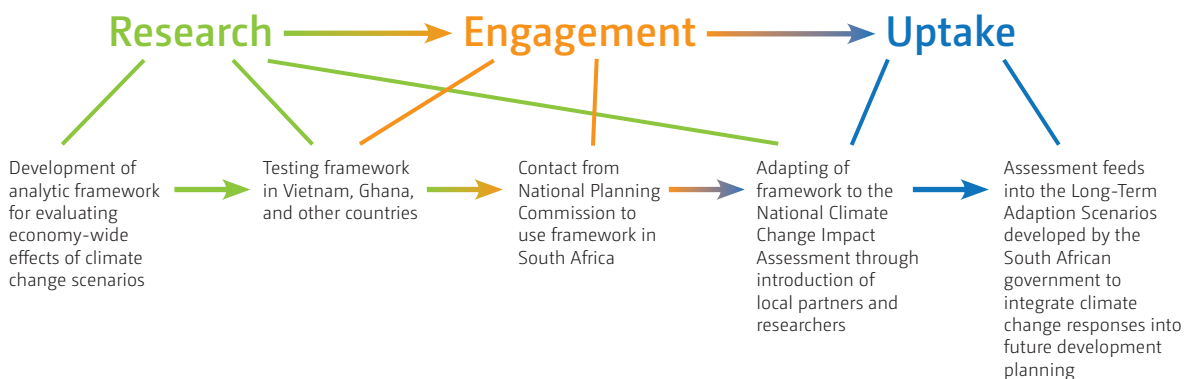 Research
Engagement
Uptake
Development of
analytic framework
for evaluating
economy-wide
effects of climate
change scenarios
Testing framework
in Vietnam, Ghana,
and other countries
Contact from
National Planning
Commission to
use framework in
South Africa
Adapting of
framework to the
National Climate
Change Impact
Assessment through
introduction of
local partners and
researchers
Assessment feeds
into the Long-Term
Adaption Scenarios
developed by the
South African
government to
integrate climate
change responses into
future development
planning